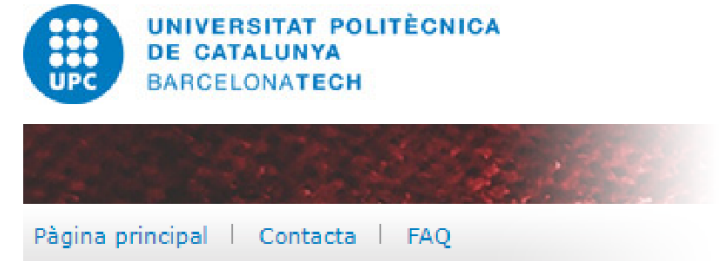 UPC
UNIVERSITAT POLITÈCNICA
DE CATALUNYA
BARCELONATECH
Pàgina principal | Contacta | FAQ